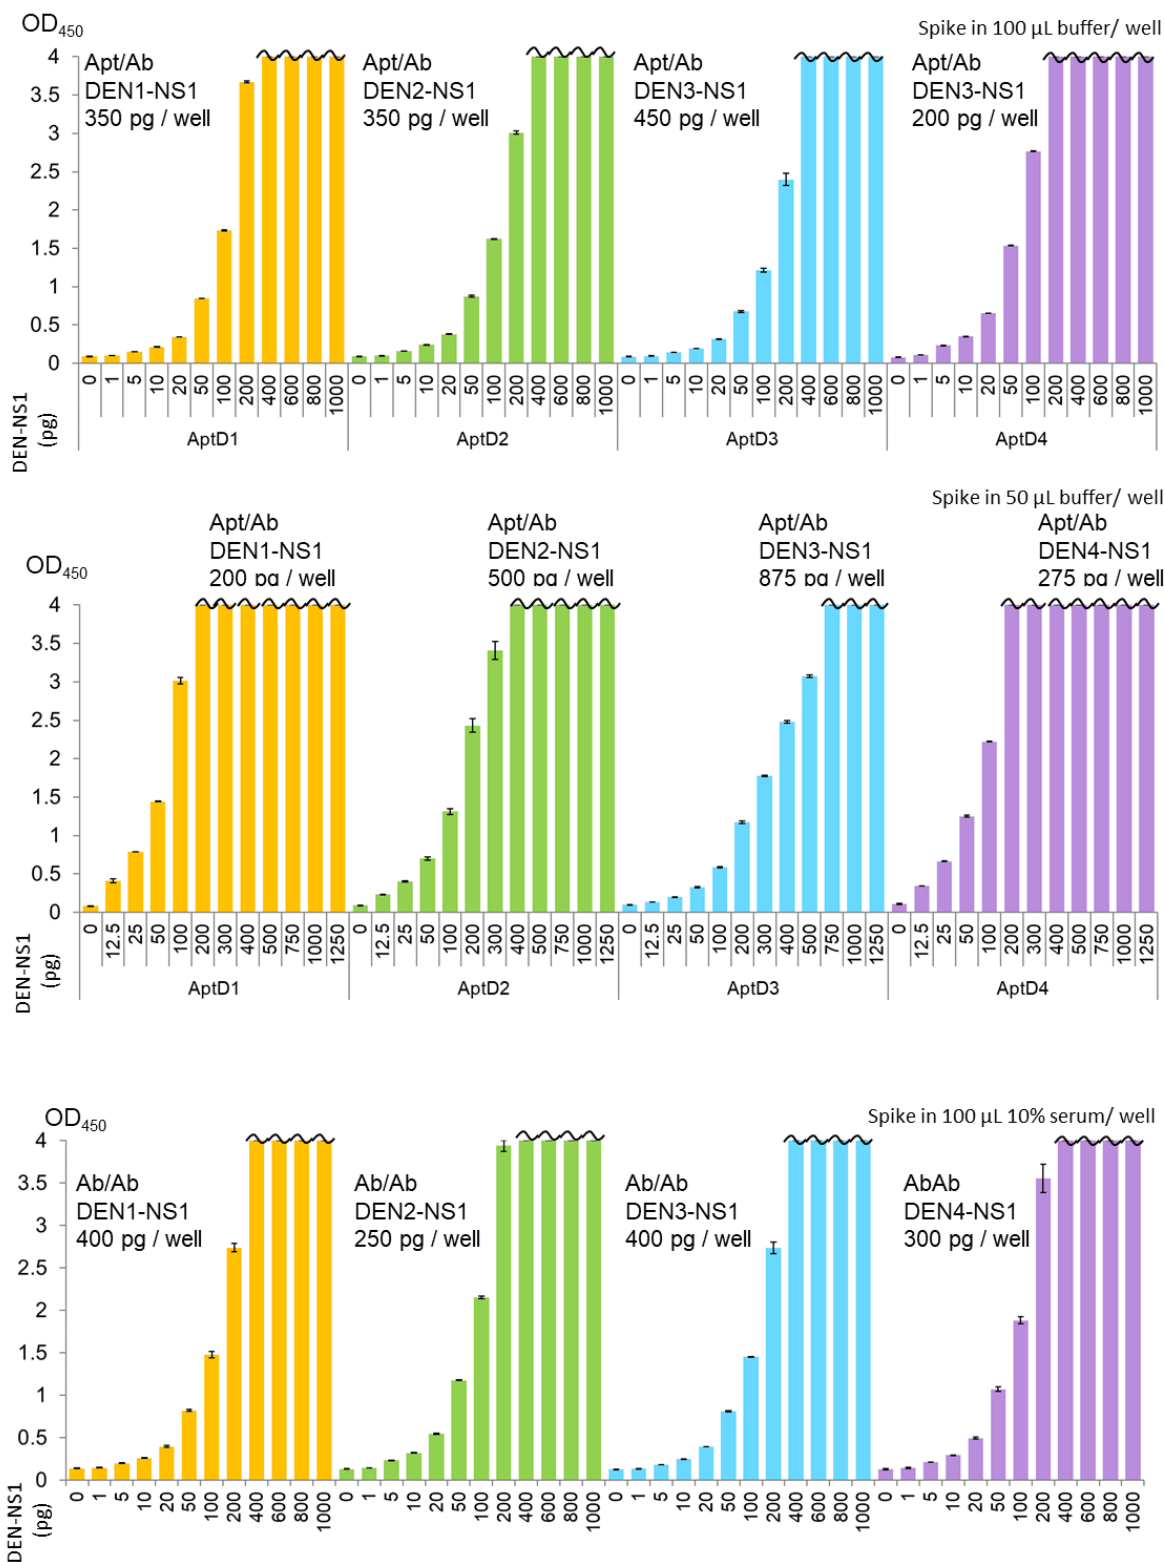 OD450
Spike in 100 µL buffer/ well
Apt/Ab
DEN1-NS1
350 pg / well
Apt/Ab
DEN2-NS1
350 pg / well
Apt/Ab
DEN3-NS1
450 pg / well
Apt/Ab
DEN3-NS1
200 pg / well
4
3.5
3
2.5
2
1.5
1
0.5
0
DEN-NS1
(pg)
0 1 5 10 20 50 100 200 400 600 800 1000
0 1 5 10 20 50 100 200 400 600 800 1000
0 1 5 10 20 50 100 200 400 600 800 1000
0 1 5 10 20 50 100 200 400 600 800 1000
AptD1 AptD2 AptD3 AptD4
Spike in 50 µL buffer/ well
OD450
Apt/Ab
DEN1-NS1
200 pg / well
Apt/Ab
DEN2-NS1
500 pg / well
Apt/Ab
DEN3-NS1
875 pg / well
Apt/Ab
DEN4-NS1
275 pg / well
4
3.5
3
2.5
2
1.5
1
0.5
0
DEN-NS1
(pg)
0 12.5 25 50 100 200 300 400 500 750 1000 1250
0 12.5 25 50 100 200 300 400 500 750 1000 1250
0 12.5 25 50 100 200 300 400 500 750 1000 1250
0 12.5 25 50 100 200 300 400 500 750 1000 1250
AptD1 AptD2 AptD3 AptD4
OD450
Spike in 100 µL 10% serum/ well
Ab/Ab
DEN1-NS1
400 pg / well
Ab/Ab
DEN2-NS1
250 pg / well
Ab/Ab
DEN3-NS1
400 pg / well
AbAb
DEN4-NS1
300 pg / well
4
3.5
3
2.5
2
1.5
1
0.5
0
DEN-NS1
(pg)
0 1 5 10 20 50 100 200 400 600 800 1000
0 1 5 10 20 50 100 200 400 600 800 1000
0 1 5 10 20 50 100 200 400 600 800 1000
0 1 5 10 20 50 100 200 400 600 800 1000